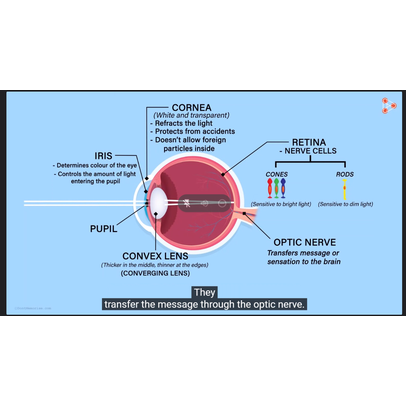 CORNEA
(White and transparent)
- Refracts the light
- Protects from accidents
- Doesn't allow foreign
particles inside
RETINA
- NERVE CELLS
IRIS
- Determines colour of the eye
- Controls the amount of light
entering the pupil
CONES
RODS
(Sensitive to bright light)
(Sensitive to dim light)
PUPIL
OPTIC NERVE
Transfers message or
sensation to the brain
CONVEX LENS
(Thicker in the middle, thinner at the edges)
(CONVERGING LENS)
They
transfer the message through the optic nerve.